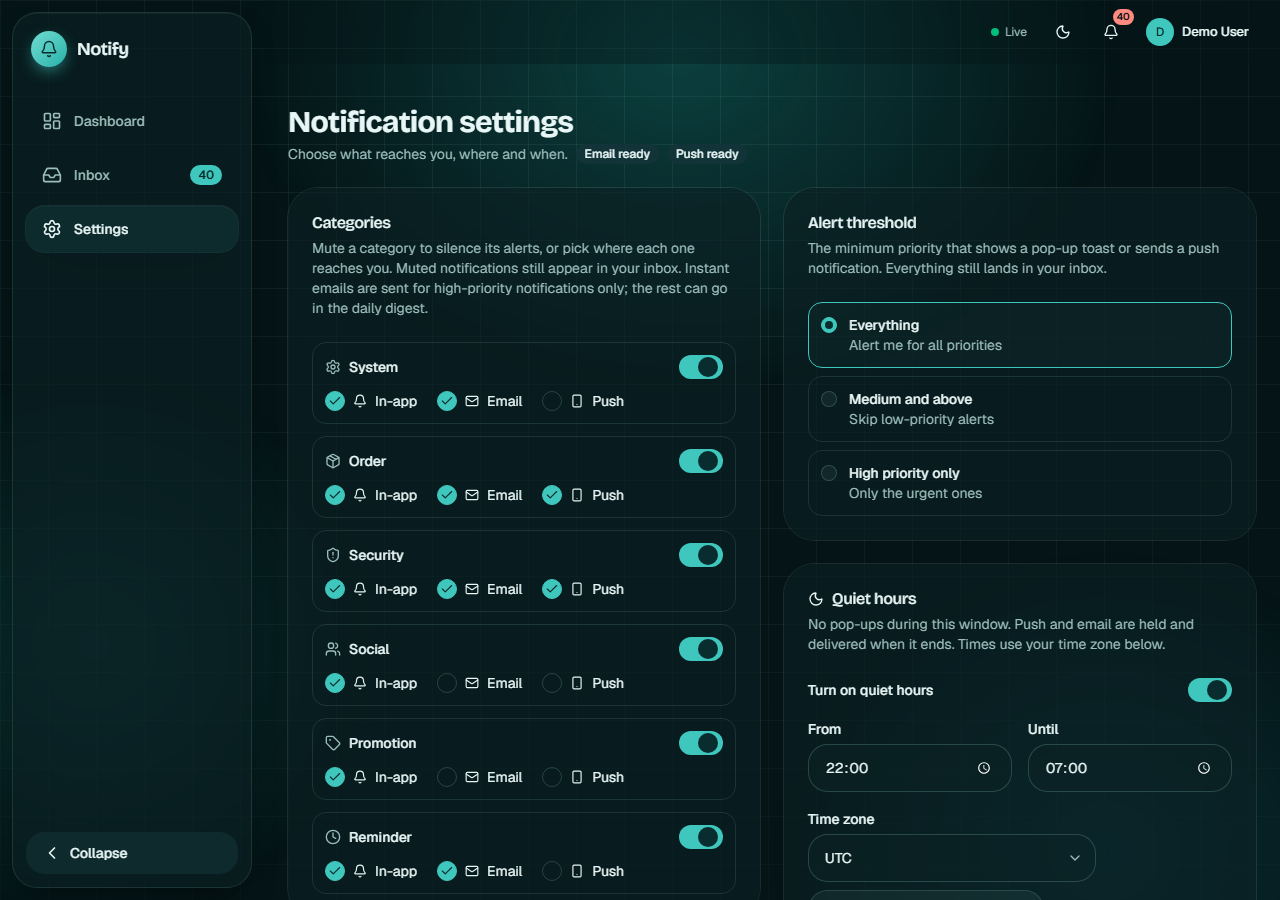 Notify
Dashboard
Inbox
40
Settings
Collapse
Live
40
D
Demo User
Notification settings
Choose what reaches you, where and when.
Email ready
Push ready
Categories
Mute a category to silence its alerts, or pick where each one
reaches you. Muted notifications still appear in your inbox. Instant
emails are sent for high-priority notifications only; the rest can go
in the daily digest.
System
In-app Email Push
Order
In-app Email Push
Security
In-app Email Push
Social
In-app Email Push
Promotion
In-app Email Push
Reminder
In-app Email Push
Alert threshold
The minimum priority that shows a pop-up toast or sends a push
notification. Everything still lands in your inbox.
Everything
Alert me for all priorities
Medium and above
Skip low-priority alerts
High priority only
Only the urgent ones
Quiet hours
No pop-ups during this window. Push and email are held and
delivered when it ends. Times use your time zone below.
Turn on quiet hours
From Until
22:00 07:00
Time zone
UTC